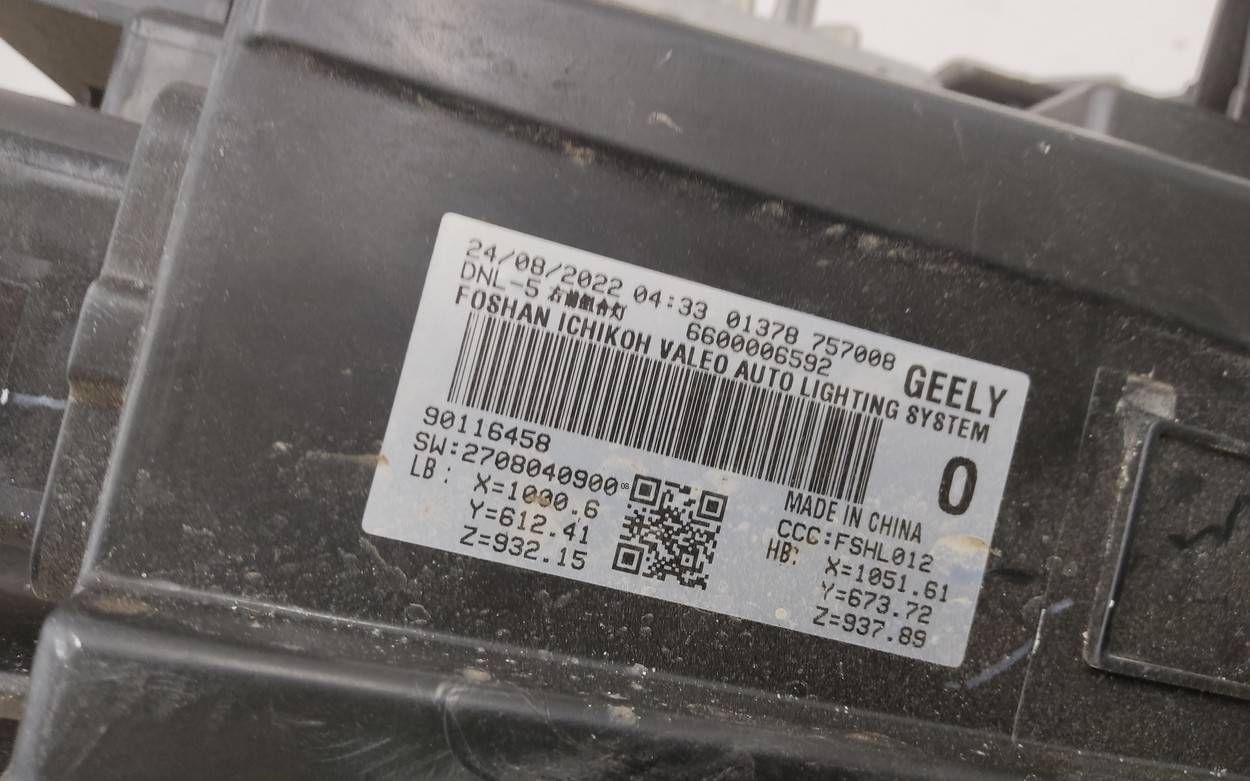 24/08/2022 04:33 01378 757008
DNL-5 右前组合灯 6600006592 GEELY
FOSHAN ICHIKOH VALEO AUTO LIGHTING SYSTEM
90116458
SW:2708040900 08
0
MADE IN CHINA
CCC:FSHL012
LB: X=1000.6
Y=612.41
Z=932.15
HB: X=1051.61
Y=673.72
Z=937.89